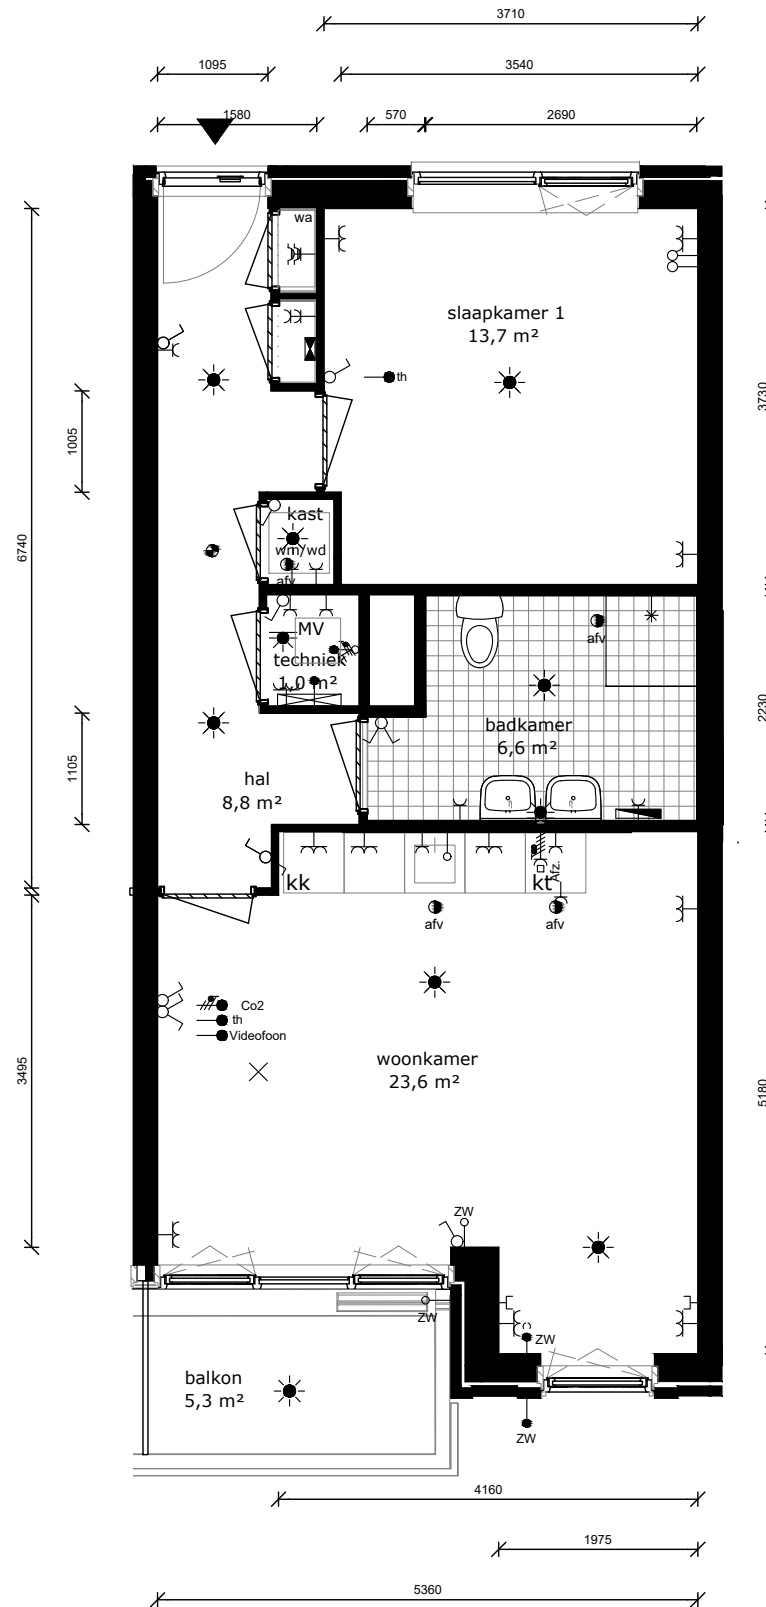 3710
1095
3540
1580
570
2690
wa
slaapkamer 1
13,7 m²
th
3730
1005
6740
kast
wm/wd
afv
MV
techniek
1,0 m²
afv
badkamer
6,6 m²
2230
1105
hal
8,8 m²
kk
kt
Afz.
afv
afv
Co2
th
Videofoon
woonkamer
23,6 m²
3495
5180
ZW
ZW
ZW
balkon
5,3 m²
ZW
4160
1975
5360